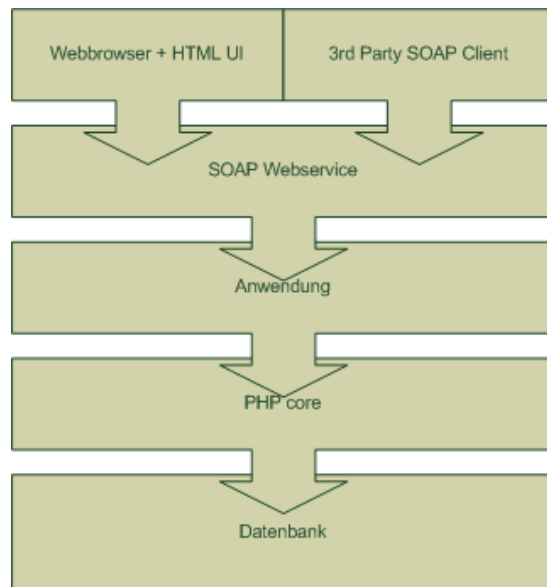 Webbrowser + HTML UI
3rd Party SOAP Client
SOAP Webservice
Anwendung
PHP core
Datenbank